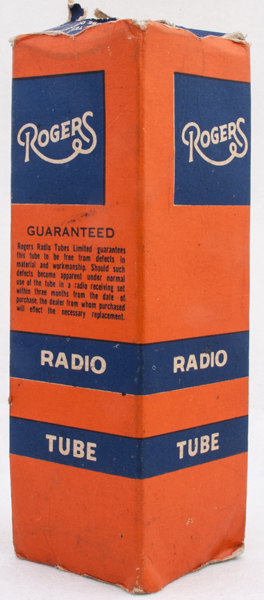 ROGERS
GUARANTEED
Rogers Radio Tubes Limited guarantees
this tube to be free from defects in
material and workmanship. Should such
defects become apparent under normal
use of the tube in a radio receiving set
within three months from the date of
purchase, the dealer from whom purchased
will effect the necessary replacement.
RADIO
TUBE
ROGERS
RADIO
TUBE